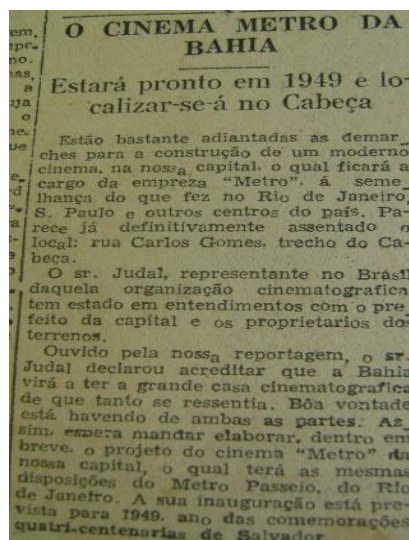 O CINEMA METRO DA
BAHIA
Estará pronto em 1949 e lo-
calizar-se-á no Cabeça
Estão bastante adiantadas as demar
ches para a construção de um moderno
cinema, na nossa capital, o qual ficará a
cargo da empreza "Metro", á seme
lhança do que fez no Rio de Janeiro,
S. Paulo e outros centros do país. Pa-
rece já definitivamente assentado o
local: rua Carlos Gomes, trecho do Ca-
beça.
O sr. Judal, representante no Brasil
daquela organização cinematografica
tem estado em entendimentos com o pre
feito da capital e os proprietarios dos
terrenos.
Ouvido pela nossa reportagem, o sr.
Judal declarou acreditar que a Bahia
virá a ter a grande casa cinematografica
de que tanto se ressentia. Bôa vontade
está havendo de ambas as partes. As
sim, espera mandar elaborar, dentro em
breve, o projeto do cinema "Metro" da
nossa capital, o qual terá as mesmas
disposições do Metro Passeio, do Rio
de Janeiro. A sua inauguração está pre-
vista para 1949, ano das comemorações
quatri-centenarias de Salvador.